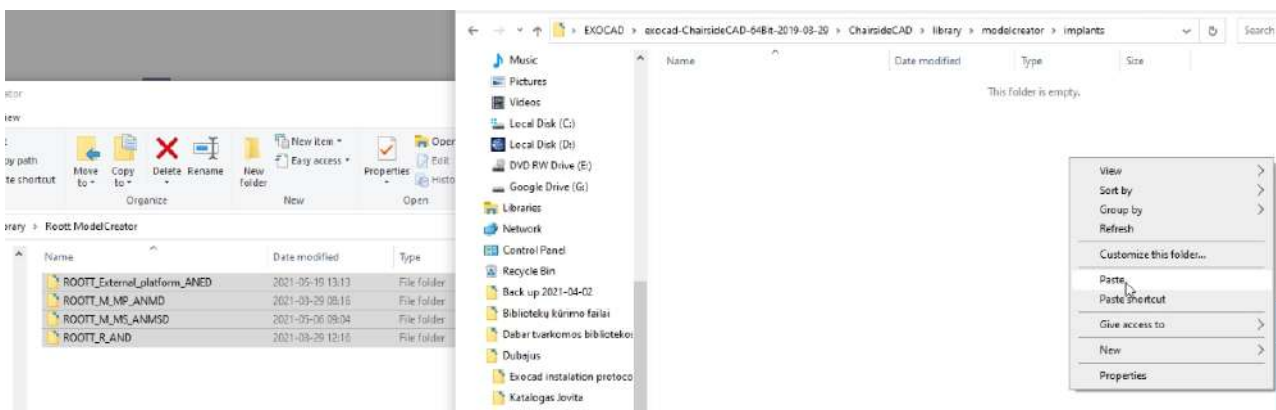 EXOCAD > exocad-ChairsideCAD-64Bit-2019-03-29 > ChairsideCAD > library > modelcreator > implants
Search
Music
Pictures
Videos
Local Disk (C:)
Local Disk (D:)
DVD RW Drive (E:)
Google Drive (G:)
Libraries
Network
Control Panel
Recycle Bin
Back up 2021-04-02
Bibliotekų kūrimo failai
Dabar tvarkomos bibliotekos
Dubajus
Exocad instalation protoco
Katalogas Jovita
Name Date modified Type Size
This folder is empty.
View
Sort by
Group by
Refresh
Customize this folder...
Paste
Paste shortcut
Give access to
New
Properties
ator
iew
by path
te shortcut
Move to
Copy to
Delete
Rename
Organize
New folder
New item
Easy access
New
Properties
Open
Edit
Histo
Open
rary > Roott ModelCreator
Name Date modified Type
ROOTT_External_platform_ANED 2021-05-19 13:13 File folder
ROOTT_M_MP_ANMD 2021-03-29 08:16 File folder
ROOTT_M_MS_ANMSD 2021-05-06 09:04 File folder
ROOTT_R_AND 2021-03-29 12:16 File folder